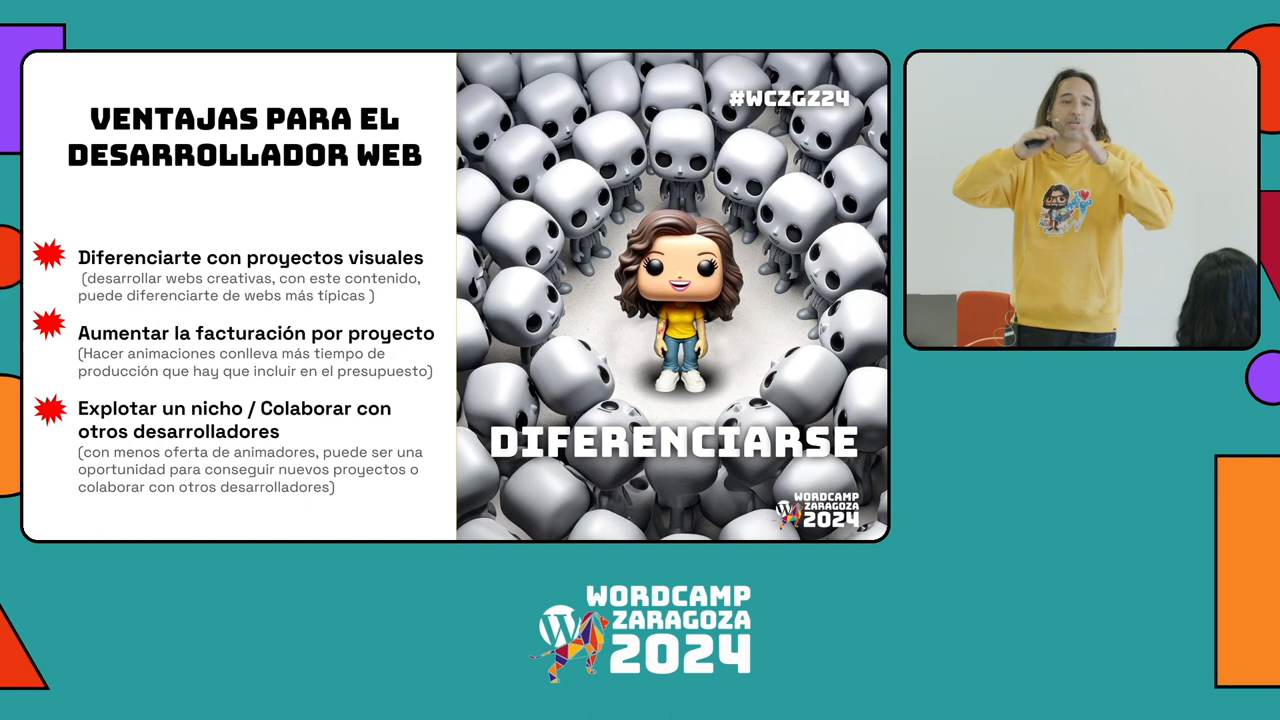 VENTAJAS PARA EL
DESARROLLADOR WEB
Diferenciarte con proyectos visuales
(desarrollar webs creativas, con este contenido,
puede diferenciarte de webs más típicas )
Aumentar la facturación por proyecto
(Hacer animaciones conlleva más tiempo de
producción que hay que incluir en el presupuesto)
Explotar un nicho / Colaborar con
otros desarrolladores
(con menos oferta de animadores, puede ser una
oportunidad para conseguir nuevos proyectos o
colaborar con otros desarrolladores)
#WCZGZ24
DIFERENCIARSE
WORDCAMP
ZARAGOZA
2024
WORDCAMP
ZARAGOZA
2024